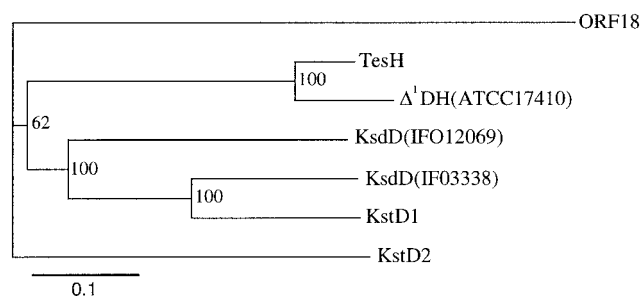 ORF18
TesH
100
Δ¹DH(ATCC17410)
62
KsdD(IFO12069)
100
KsdD(IF03338)
100
KstD1
KstD2
0.1